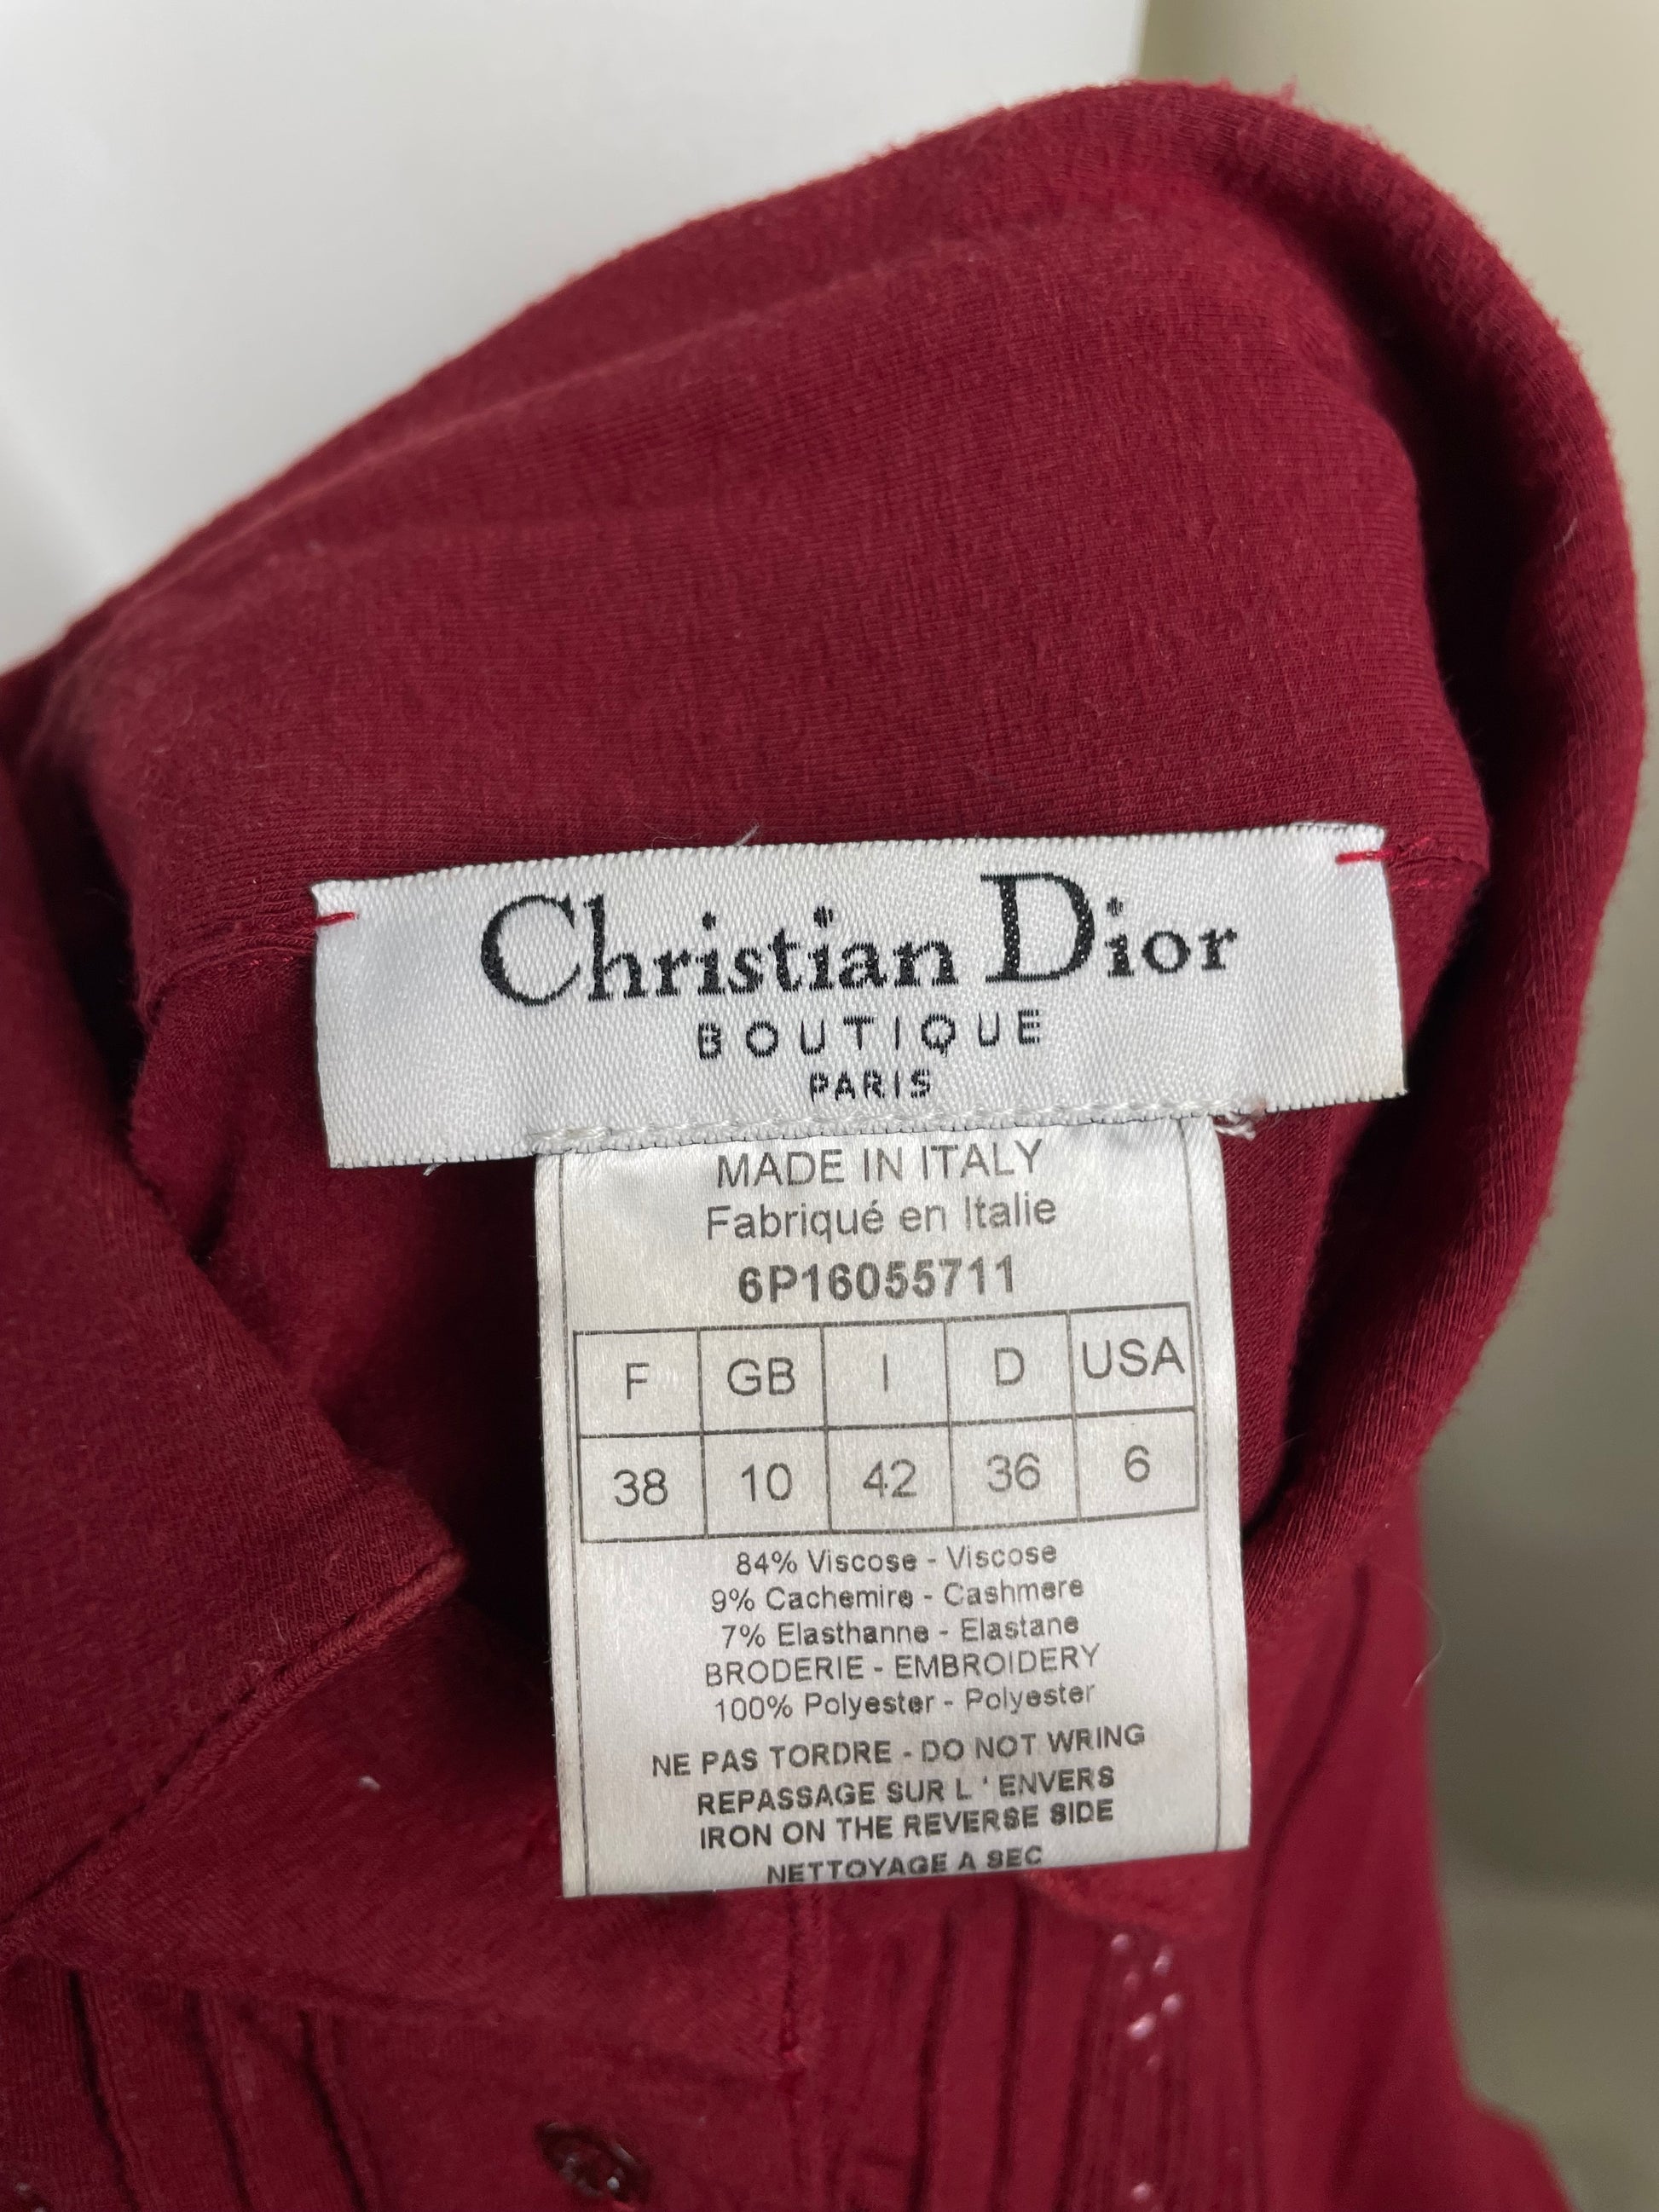 Christian Dior
BOUTIQUE
PARIS
MADE IN ITALY
Fabriqué en Italie
6P16055711
F GB I D USA
38 10 42 36 6
84% Viscose - Viscose
9% Cachemire - Cashmere
7% Elasthanne - Elastane
BRODERIE - EMBROIDERY
100% Polyester - Polyester
NE PAS TORDRE - DO NOT WRING
REPASSAGE SUR L ' ENVERS
IRON ON THE REVERSE SIDE
NETTOYAGE A SEC